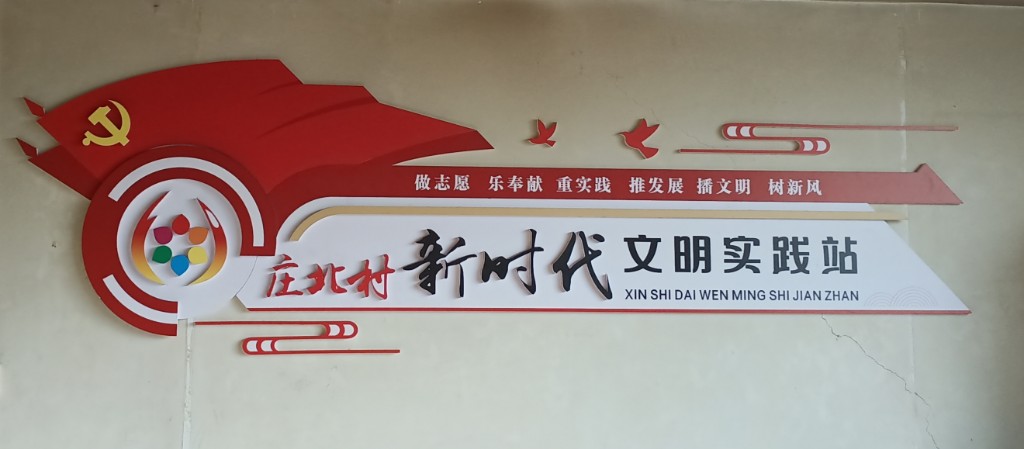 做志愿 乐奉献 重实践 推发展 播文明 树新风
庄北村新时代文明实践站
XIN SHI DAI WEN MING SHI JIAN ZHAN